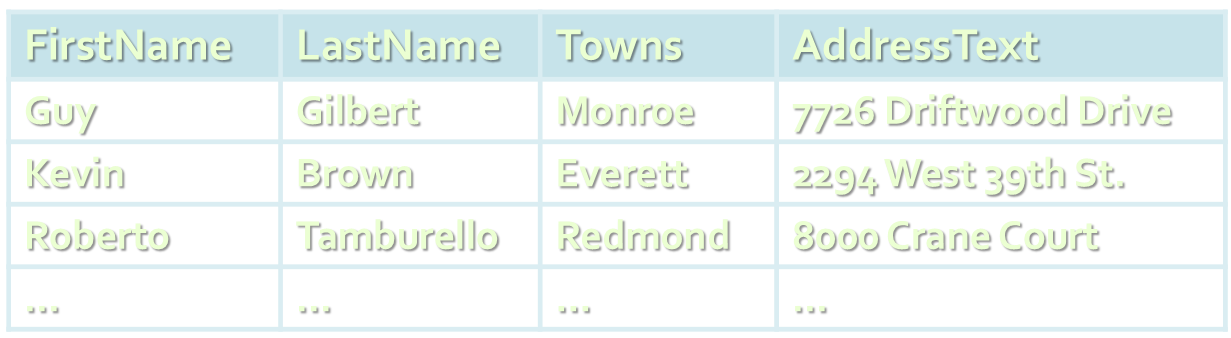 FirstName LastName Towns AddressText
Guy Gilbert Monroe 7726 Driftwood Drive
Kevin Brown Everett 2294 West 39th St.
Roberto Tamburello Redmond 8000 Crane Court
... ... ... ...